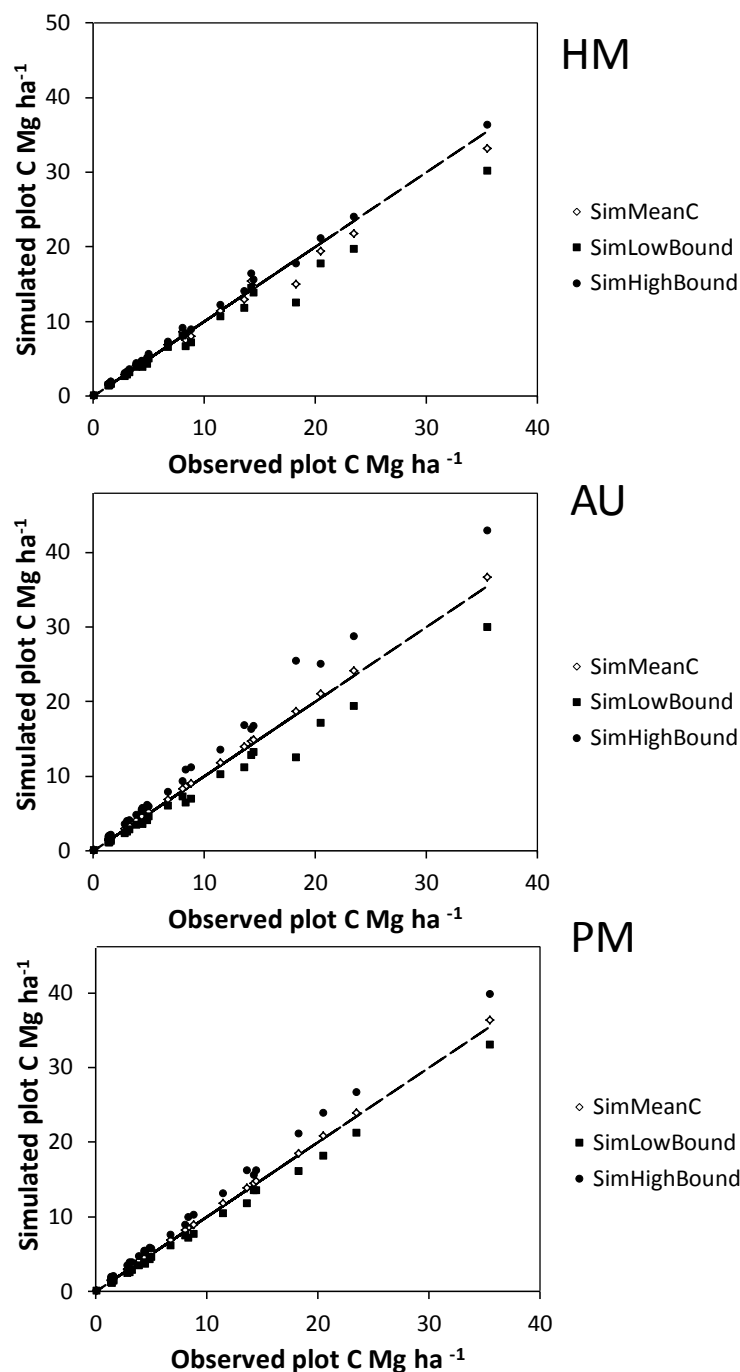 HM
Simulated plot C Mg ha⁻¹
50
40
30
20
10
0
0 10 20 30 40
Observed plot C Mg ha ⁻¹
SimMeanC
SimLowBound
SimHighBound
AU
Simulated plot C Mg ha⁻¹
40
30
20
10
0
0 10 20 30 40
Observed plot C Mg ha ⁻¹
SimMeanC
SimLowBound
SimHighBound
PM
Simulated plot C Mg ha⁻¹
40
30
20
10
0
0 10 20 30 40
Observed plot C Mg ha ⁻¹
SimMeanC
SimLowBound
SimHighBound